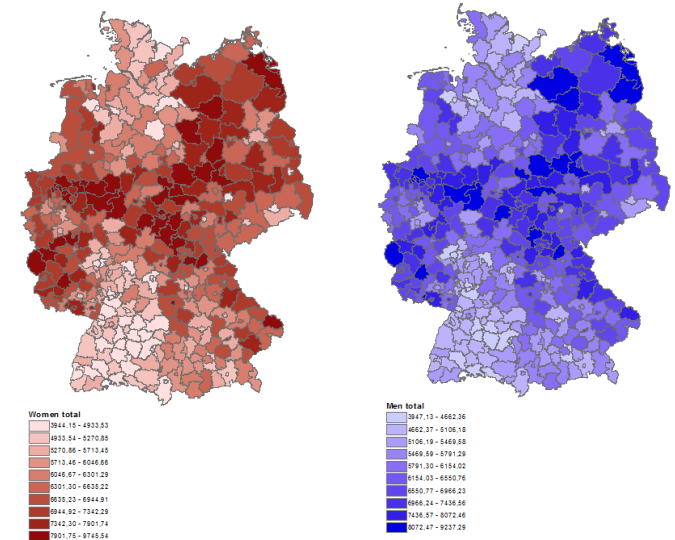 Women total
3944,15 - 4933,53
4933,54 - 5270,85
5270,86 - 5713,45
5713,46 - 6046,66
6046,67 - 6301,29
6301,30 - 6635,22
6635,23 - 6944,91
6944,92 - 7342,29
7342,30 - 7901,74
7901,75 - 9745,54
Men total
3947,13 - 4662,36
4662,37 - 5106,18
5106,19 - 5469,58
5469,59 - 5791,29
5791,30 - 6154,02
6154,03 - 6550,76
6550,77 - 6966,23
6966,24 - 7436,56
7436,57 - 8072,46
8072,47 - 9237,29